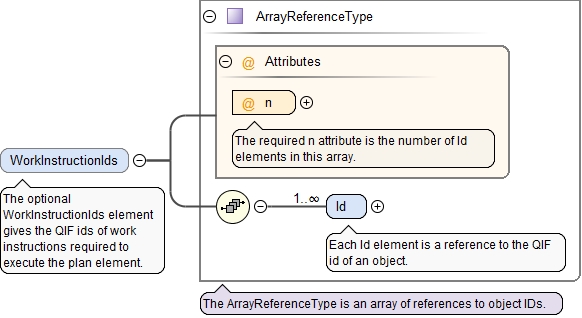 ArrayReferenceType
@ Attributes
@ n
The required n attribute is the number of Id
elements in this array.
WorkInstructionIds
The optional
WorkInstructionIds element
gives the QIF ids of work
instructions required to
execute the plan element.
1..∞
Id
Each Id element is a reference to the QIF
id of an object.
The ArrayReferenceType is an array of references to object IDs.